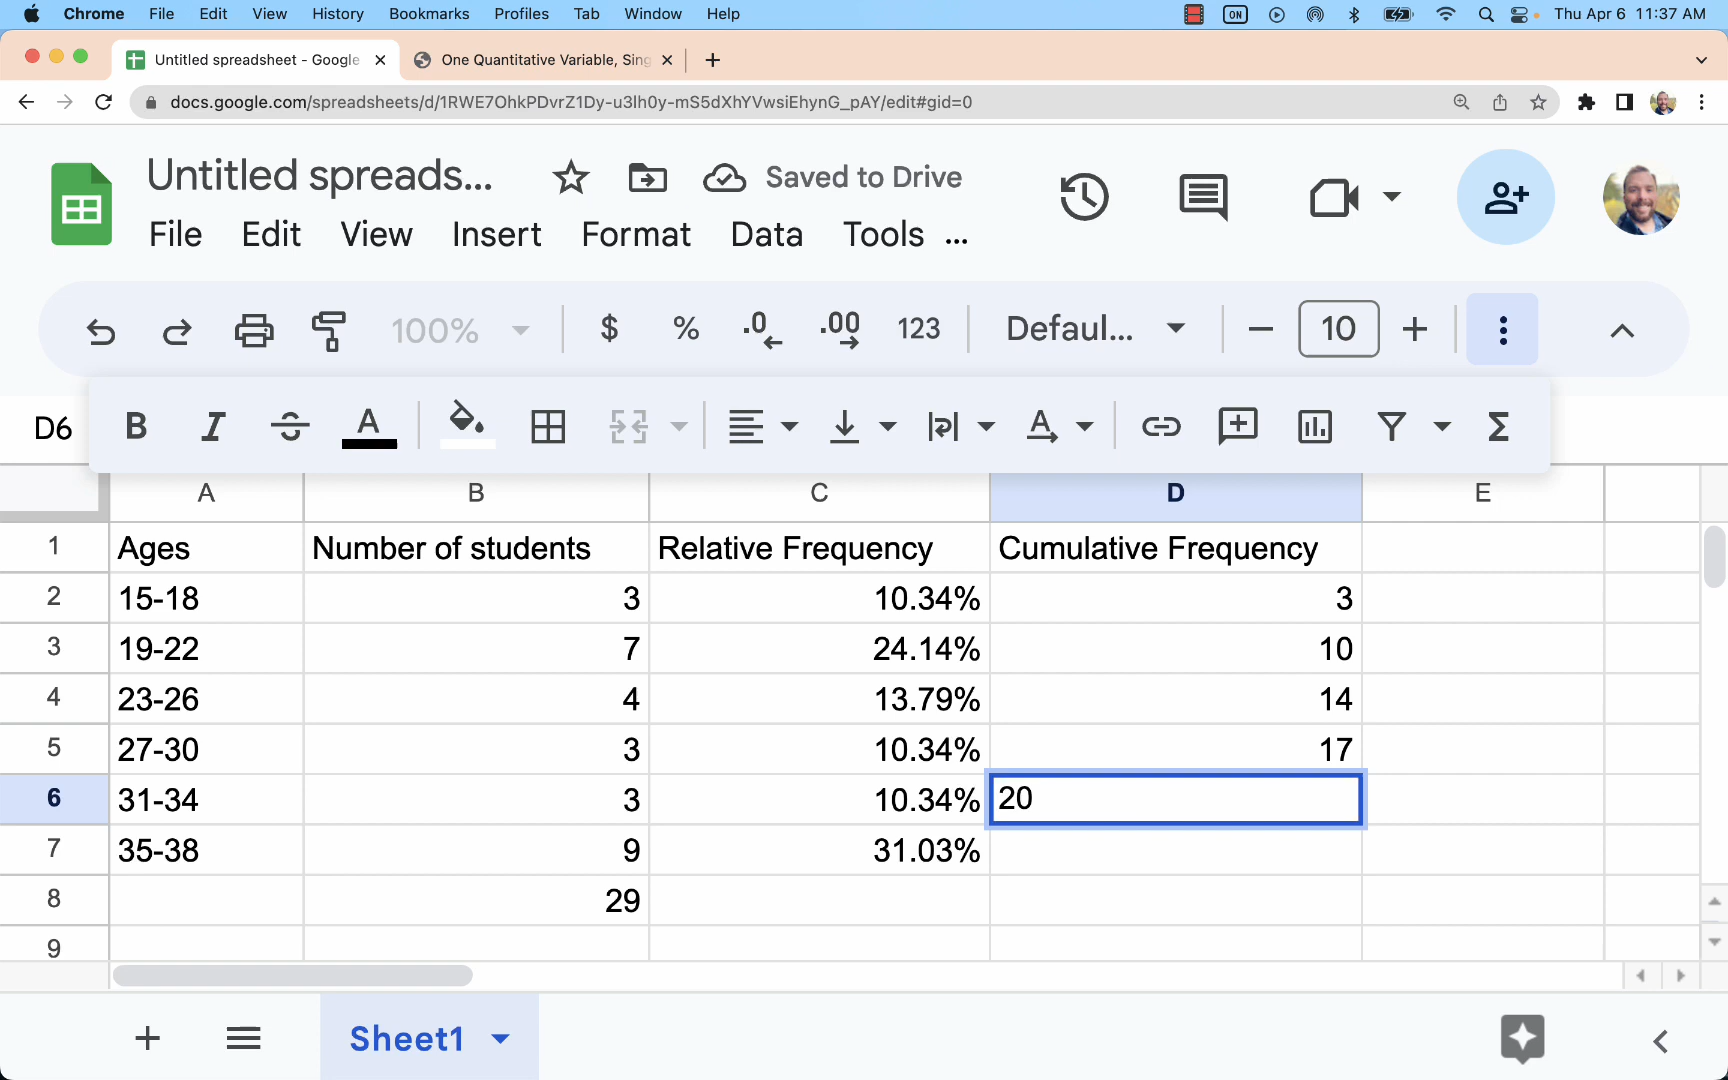 Chrome File Edit View History Bookmarks Profiles Tab Window Help ON Thu Apr 6 11:37 AM
Untitled spreadsheet - Google One Quantitative Variable, Sing
docs.google.com/spreadsheets/d/1RWE7OhkPDvrZ1Dy-u3lh0y-mS5dXhYVwsiEhynG_pAY/edit#gid=0
Untitled spreads... Saved to Drive
File Edit View Insert Format Data Tools ...
100% $ % .0 .00 123 Defaul... 10
D6 B I S A A Σ
A B C D E
1 Ages Number of students Relative Frequency Cumulative Frequency
2 15-18 3 10.34% 3
3 19-22 7 24.14% 10
4 23-26 4 13.79% 14
5 27-30 3 10.34% 17
6 31-34 3 10.34% 20
7 35-38 9 31.03%
8 29
9
Sheet1